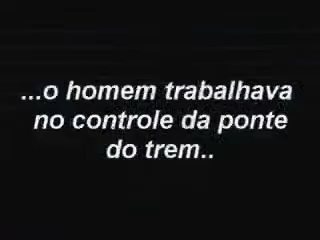 ...o homem trabalhava
no controle da ponte
do trem..